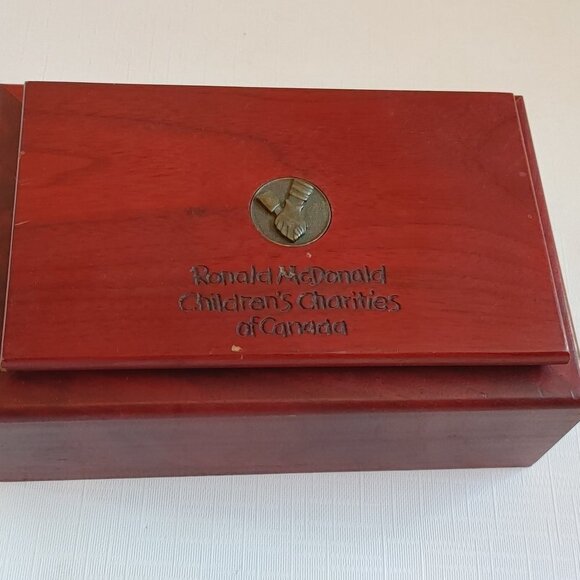 Ronald McDonald
Children's Charities
of Canada